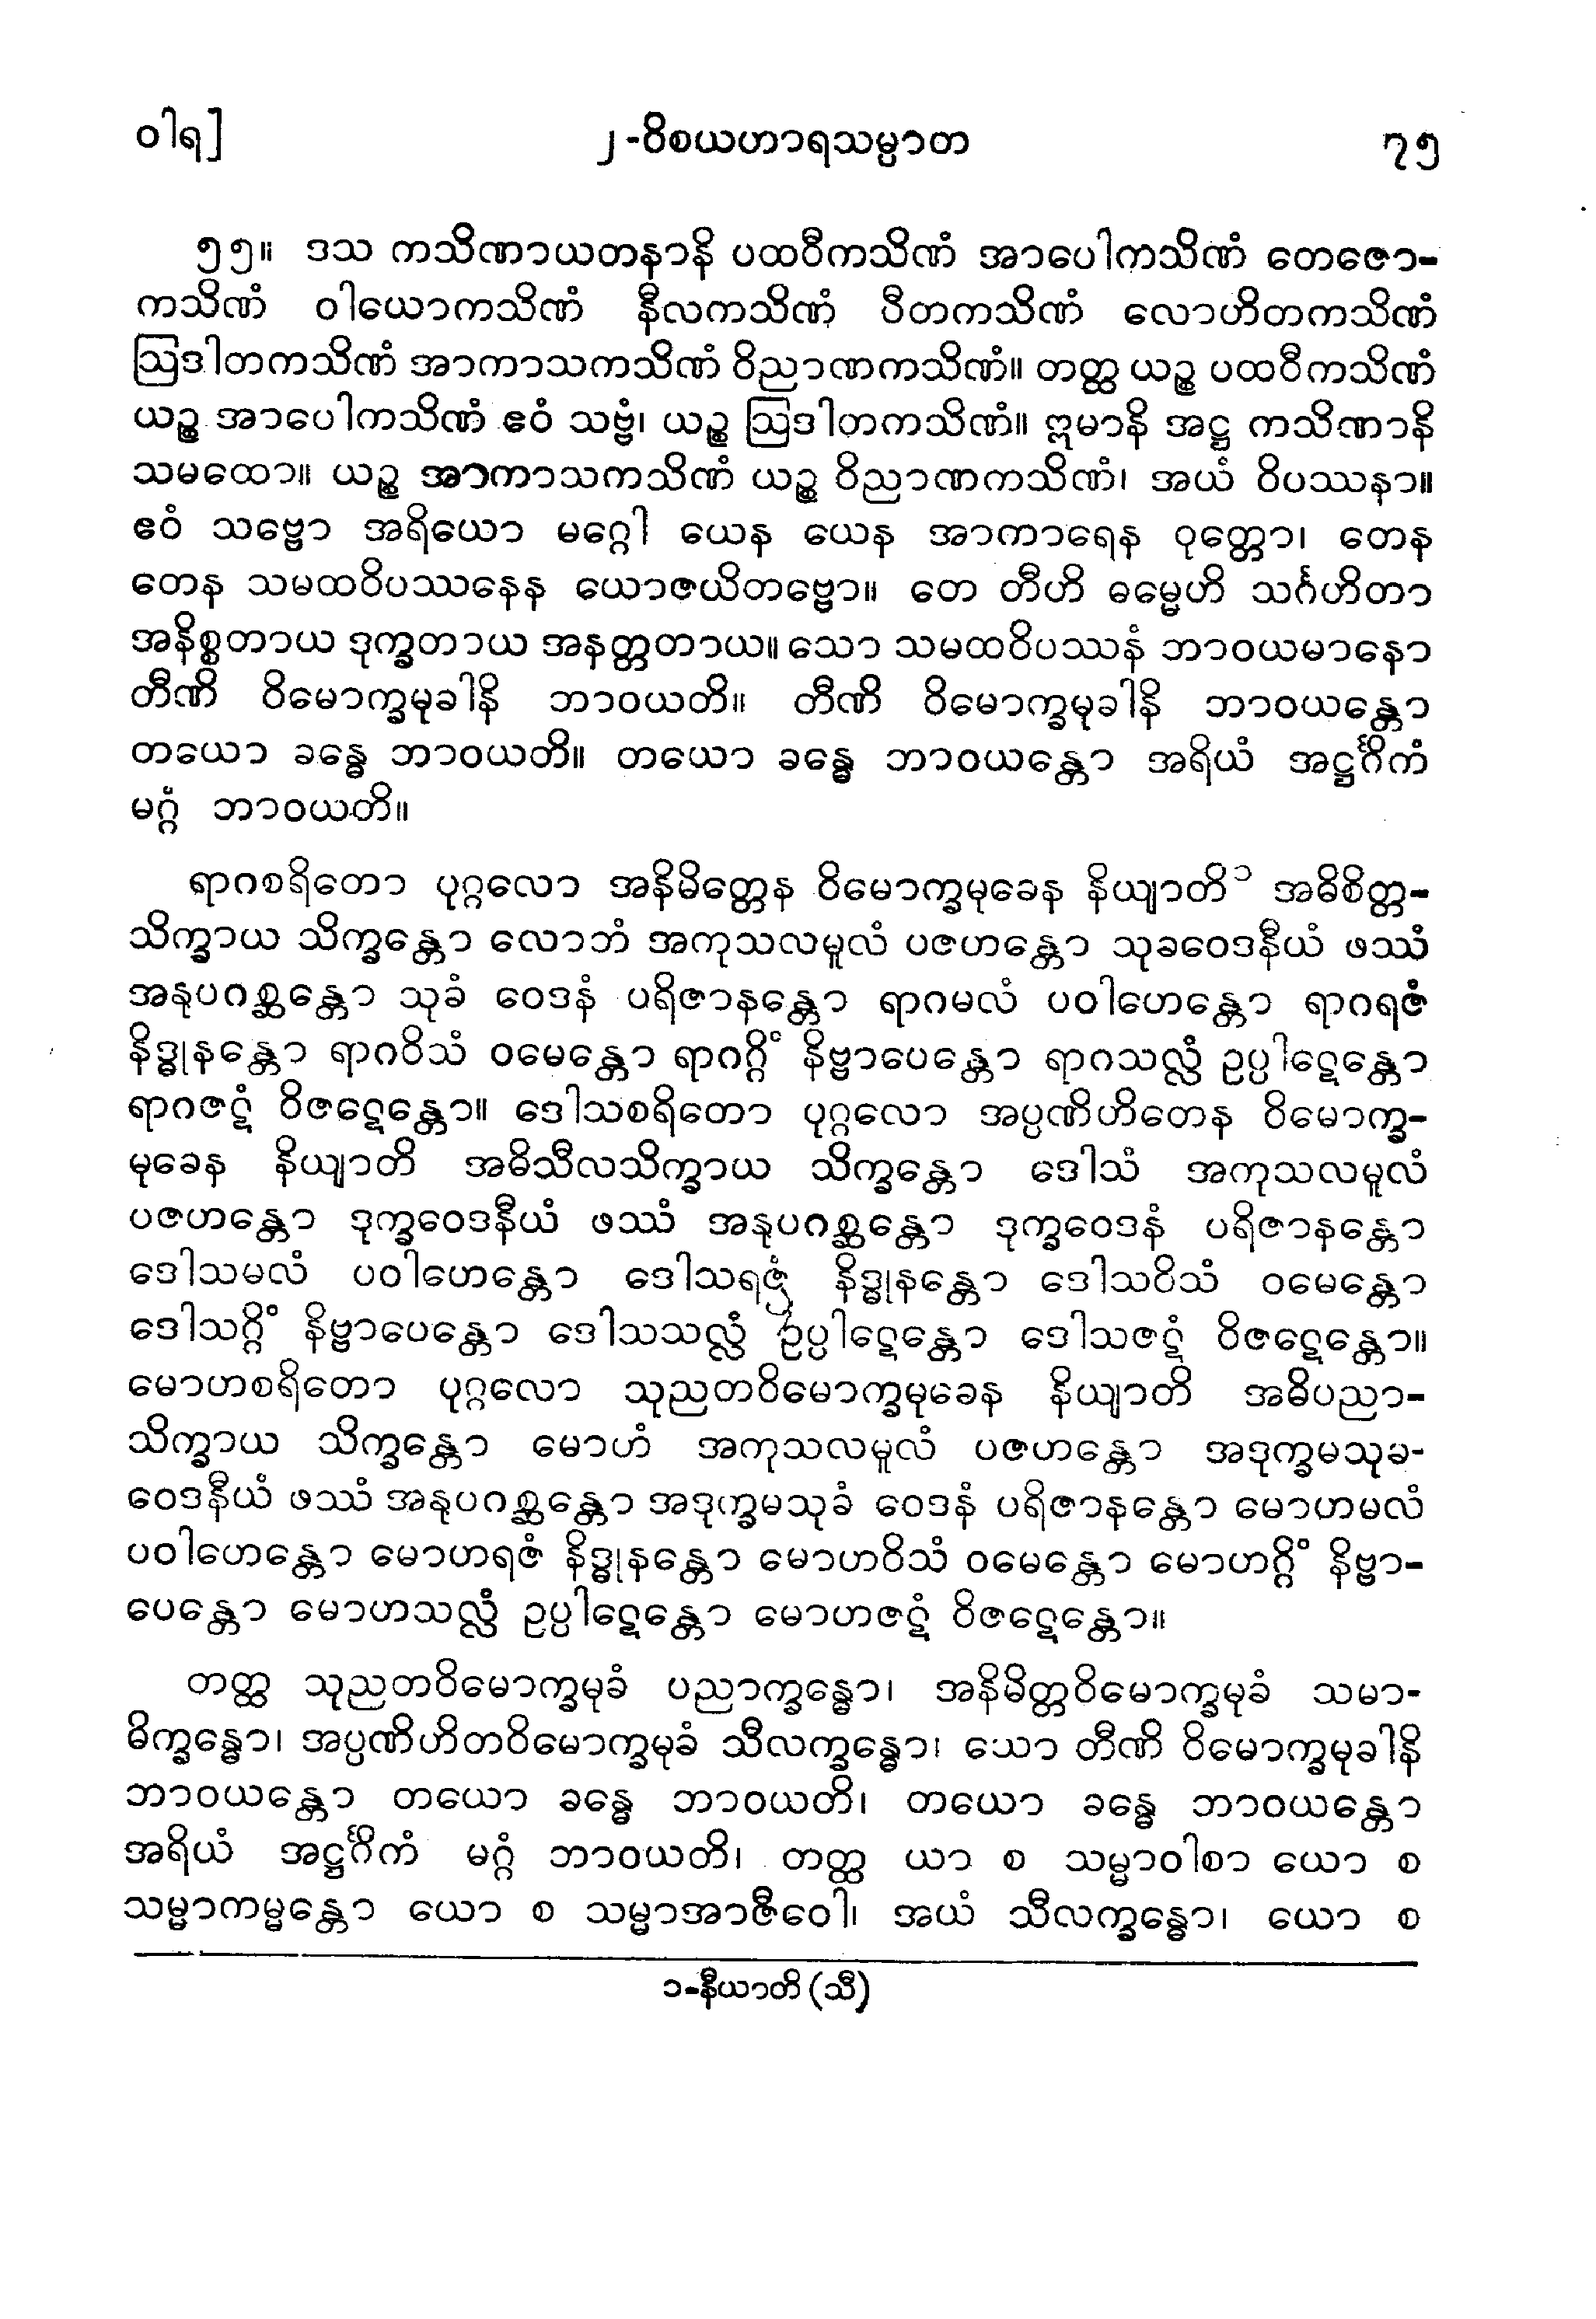 ဝါရ]
၂-ဝိစယဟာရသမ္ပာတ
၇၅
၅၅။ ဒသ ကသိဏာယတနာနိ ပထဝီကသိဏံ အာပေါကသိဏံ တေဇော-
ကသိဏံ ဝါယောကသိဏံ နီလကသိဏံ ပီတကသိဏံ လောဟိတကသိဏံ
ဩဒါတကသိဏံ အာကာသကသိဏံ ဝိညာဏကသိဏံ။ တတ္ထ ယဉ္စ ပထဝီကသိဏံ
ယဉ္စ အာပေါကသိဏံ ဧဝံ သဗ္ဗံ၊ ယဉ္စ ဩဒါတကသိဏံ။ ဣမာနိ အဋ္ဌ ကသိဏာနိ
သမထော။ ယဉ္စ အာကာသကသိဏံ ယဉ္စ ဝိညာဏကသိဏံ၊ အယံ ဝိပဿနာ။
ဧဝံ သဗ္ဗော အရိယော မဂ္ဂေါ ယေန ယေန အာကာရေန ဝုတ္တော၊ တေန
တေန သမထဝိပဿနေန ယောဇယိတဗ္ဗော။ တေ တီဟိ ဓမ္မေဟိ သင်္ဂဟိတာ
အနိစ္စတာယ ဒုက္ခတာယ အနတ္တတာယ။ သော သမထဝိပဿနံ ဘာဝယမာနော
တီဏိ ဝိမောက္ခမုခါနိ ဘာဝယတိ။ တီဏိ ဝိမောက္ခမုခါနိ ဘာဝယန္တော
တယော ခန္ဓေ ဘာဝယတိ။ တယော ခန္ဓေ ဘာဝယန္တော အရိယံ အဋ္ဌင်္ဂိကံ
မဂ္ဂံ ဘာဝယတိ။
ရာဂစရိတော ပုဂ္ဂလော အနိမိတ္တေန ဝိမောက္ခမုခေန နိယျာတိ ၁ အဓိစိတ္တ-
သိက္ခာယ သိက္ခန္တော လောဘံ အကုသလမူလံ ပဇဟန္တော သုခဝေဒနီယံ ဖဿံ
အနုပဂစ္ဆန္တော သုခံ ဝေဒနံ ပရိဇာနန္တော ရာဂမလံ ပဝါဟေန္တော ရာဂရဇံ
နိဒ္ဓုနန္တော ရာဂဝိသံ ဝမေန္တော ရာဂဂ္ဂိံ နိဗ္ဗာပေန္တော ရာဂသလ္လံ ဥပ္ပါဋေန္တော
ရာဂဇဋံ ဝိဇဋေန္တော။ ဒေါသစရိတော ပုဂ္ဂလော အပ္ပဏိဟိတေန ဝိမောက္ခ-
မုခေန နိယျာတိ အဓိသီလသိက္ခာယ သိက္ခန္တော ဒေါသံ အကုသလမူလံ
ပဇဟန္တော ဒုက္ခဝေဒနီယံ ဖဿံ အနုပဂစ္ဆန္တော ဒုက္ခဝေဒနံ ပရိဇာနန္တော
ဒေါသမလံ ပဝါဟေန္တော ဒေါသရဇံ နိဒ္ဓုနန္တော ဒေါသဝိသံ ဝမေန္တော
ဒေါသဂ္ဂိံ နိဗ္ဗာပေန္တော ဒေါသသလ္လံ ဥပ္ပါဋေန္တော ဒေါသဇဋံ ဝိဇဋေန္တော။
မောဟစရိတော ပုဂ္ဂလော သုညတဝိမောက္ခမုခေန နိယျာတိ အဓိပညာ-
သိက္ခာယ သိက္ခန္တော မောဟံ အကုသလမူလံ ပဇဟန္တော အဒုက္ခမသုခ-
ဝေဒနီယံ ဖဿံ အနုပဂစ္ဆန္တော အဒုက္ခမသုခံ ဝေဒနံ ပရိဇာနန္တော မောဟမလံ
ပဝါဟေန္တော မောဟရဇံ နိဒ္ဓုနန္တော မောဟဝိသံ ဝမေန္တော မောဟဂ္ဂိံ နိဗ္ဗာ-
ပေန္တော မောဟသလ္လံ ဥပ္ပါဋေန္တော မောဟဇဋံ ဝိဇဋေန္တော။
တတ္ထ သုညတဝိမောက္ခမုခံ ပညာက္ခန္ဓော၊ အနိမိတ္တဝိမောက္ခမုခံ သမာ-
ဓိက္ခန္ဓော၊ အပ္ပဏိဟိတဝိမောက္ခမုခံ သီလက္ခန္ဓော၊ သော တီဏိ ဝိမောက္ခမုခါနိ
ဘာဝယန္တော တယော ခန္ဓေ ဘာဝယတိ၊ တယော ခန္ဓေ ဘာဝယန္တော
အရိယံ အဋ္ဌင်္ဂိကံ မဂ္ဂံ ဘာဝယတိ၊ တတ္ထ ယာ စ သမ္မာဝါစာ ယော စ
သမ္မာကမ္မန္တော ယော စ သမ္မာအာဇီဝေါ၊ အယံ သီလက္ခန္ဓော၊ ယော စ
၁-နီယာတိ (သီ)